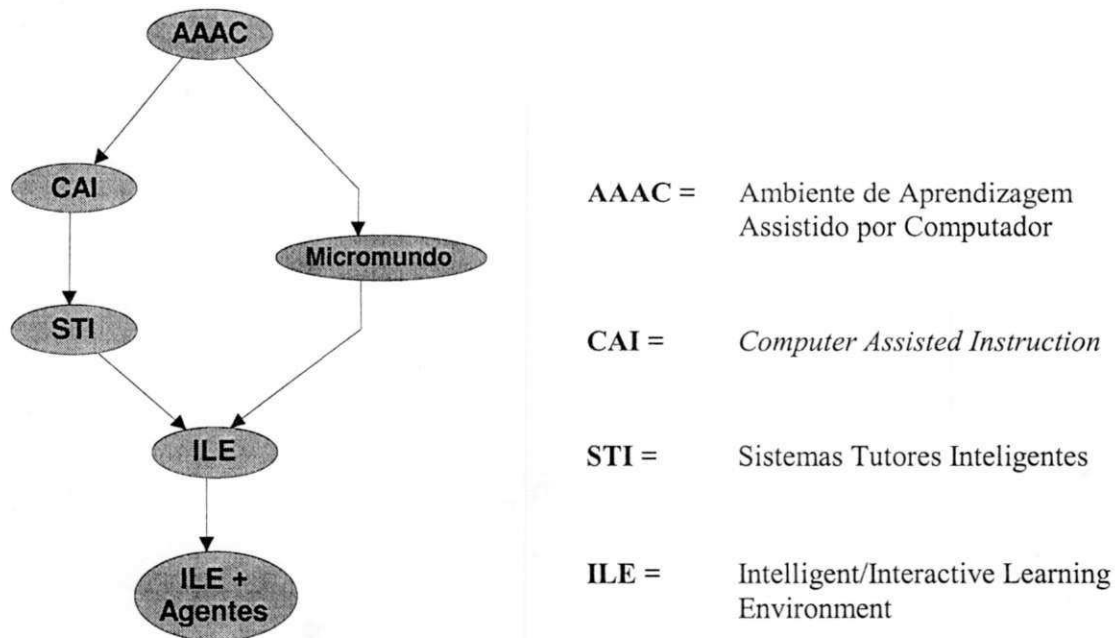 AAAC
CAI
Micromundo
STI
ILE
ILE +
Agentes
AAAC = Ambiente de Aprendizagem
Assistido por Computador
CAI = Computer Assisted Instruction
STI = Sistemas Tutores Inteligentes
ILE = Intelligent/Interactive Learning
Environment